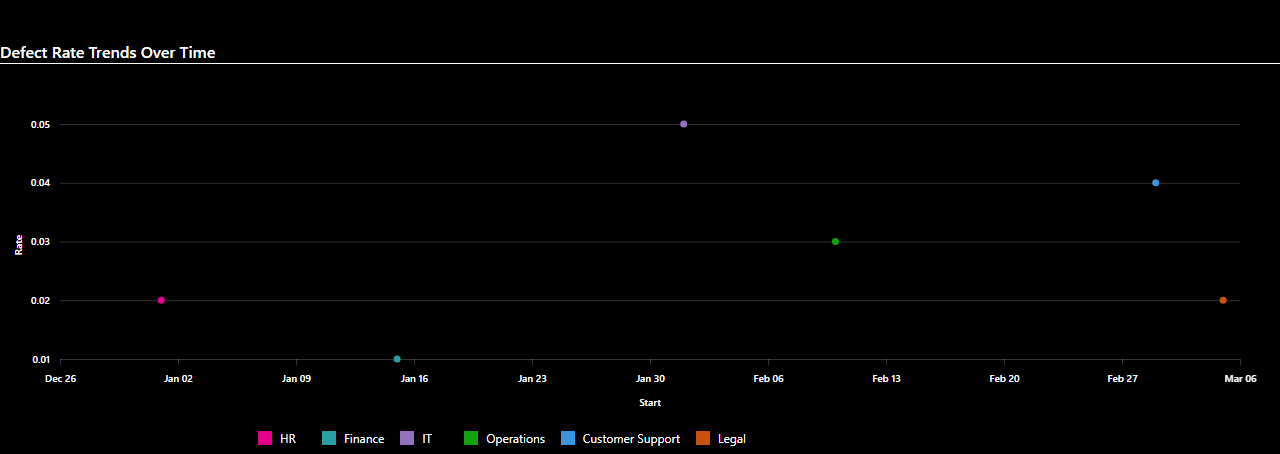 Defect Rate Trends Over Time
0.05
0.04
0.03
0.02
0.01
Rate
Dec 26 Jan 02 Jan 09 Jan 16 Jan 23 Jan 30 Feb 06 Feb 13 Feb 20 Feb 27 Mar 06
Start
HR Finance IT Operations Customer Support Legal